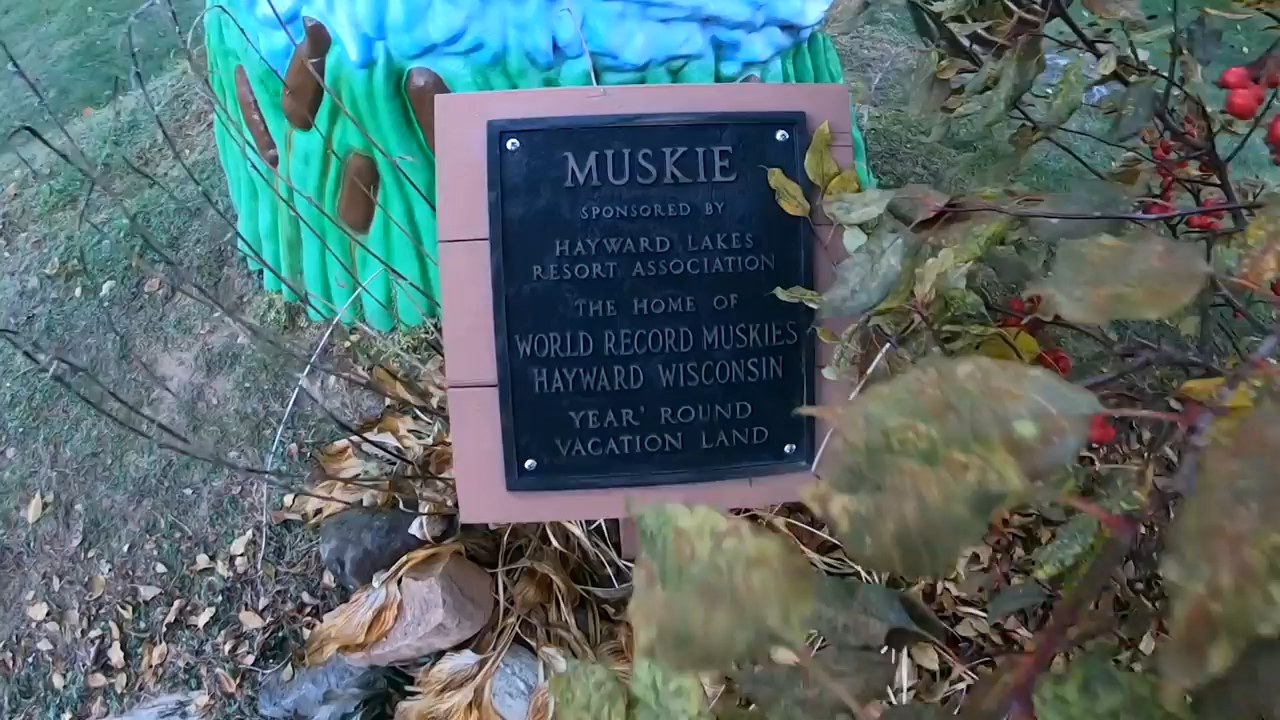 MUSKIE
SPONSORED BY
HAYWARD LAKES
RESORT ASSOCIATION
THE HOME OF
WORLD RECORD MUSKIES
HAYWARD WISCONSIN
YEAR' ROUND
VACATION LAND